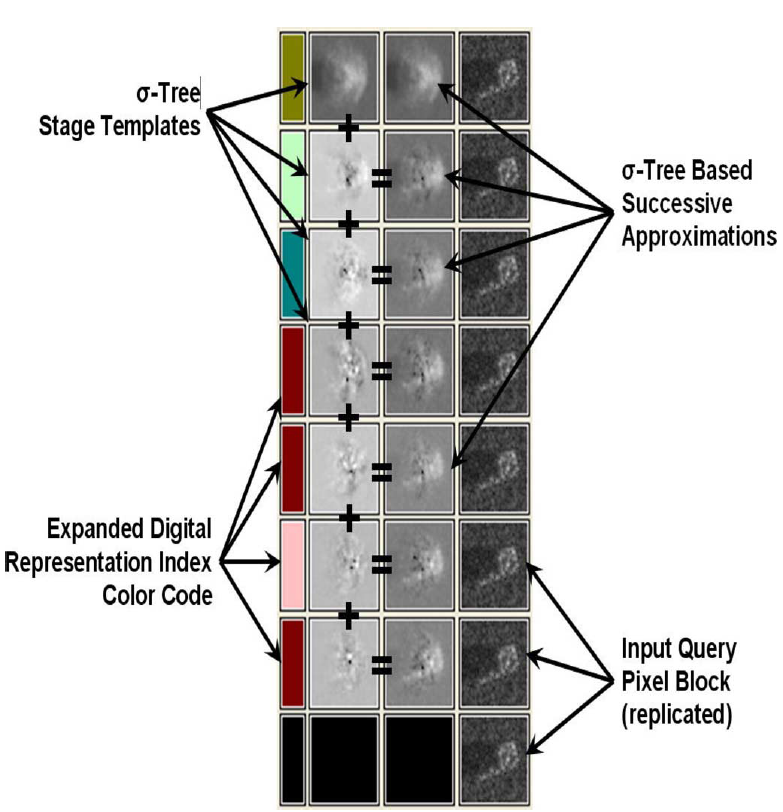 σ-Tree
Stage Templates
σ-Tree Based
Successive
Approximations
Expanded Digital
Representation Index
Color Code
Input Query
Pixel Block
(replicated)
+
+
=
+
=
+
=
+
=
+
=
+
=